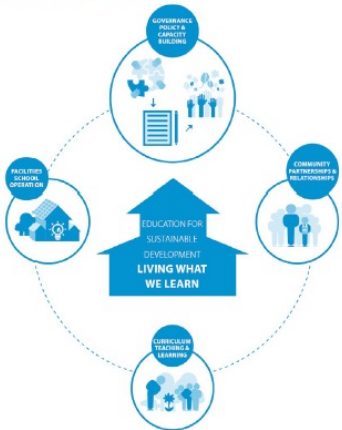 GOVERNANCE
POLICY &
CAPACITY
BUILDING
FACILITIES
SCHOOL
OPERATION
COMMUNITY
PARTNERSHIPS &
RELATIONSHIPS
EDUCATION FOR
SUSTAINABLE
DEVELOPMENT
LIVING WHAT
WE LEARN
CURRICULUM
TEACHING &
LEARNING